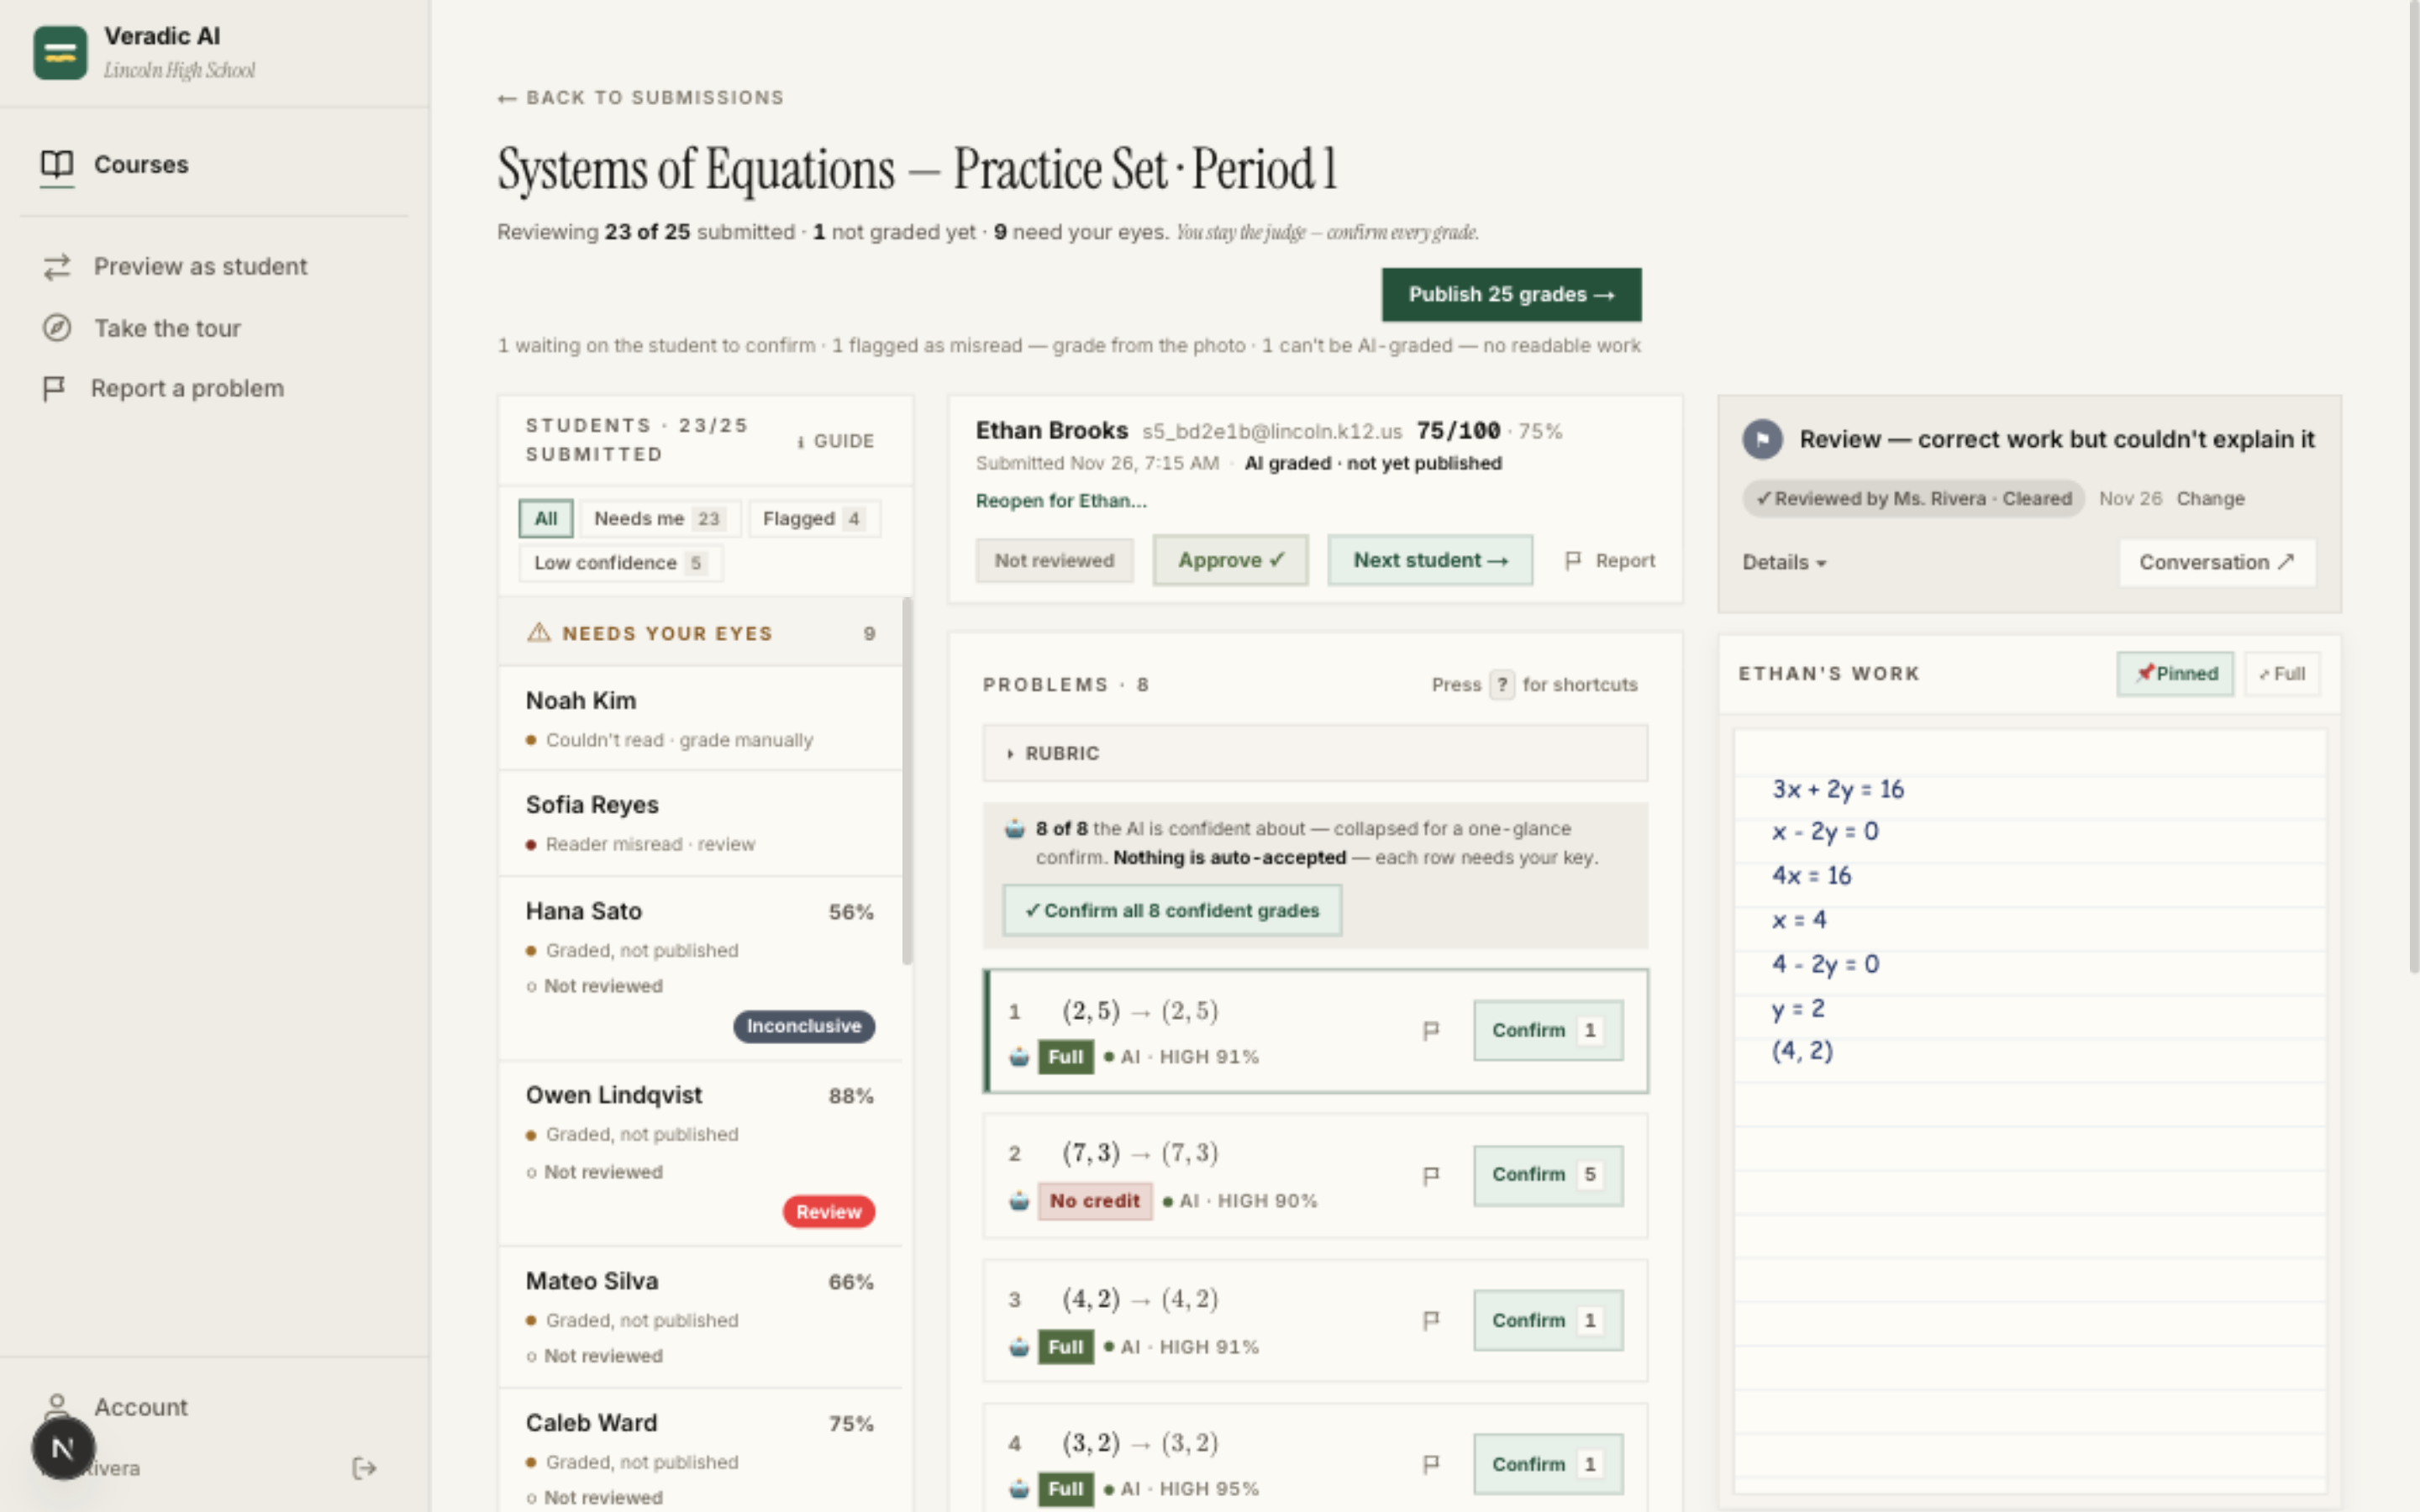 Veradic AI
Lincoln High School
Courses
Preview as student
Take the tour
Report a problem
Account
N
ivera
← BACK TO SUBMISSIONS
Systems of Equations — Practice Set · Period 1
Reviewing 23 of 25 submitted · 1 not graded yet · 9 need your eyes. You stay the judge — confirm every grade.
Publish 25 grades →
1 waiting on the student to confirm · 1 flagged as misread — grade from the photo · 1 can't be AI-graded — no readable work
STUDENTS · 23/25
SUBMITTED
i GUIDE
All
Needs me 23
Flagged 4
Low confidence 5
⚠ NEEDS YOUR EYES 9
Noah Kim
Couldn't read · grade manually
Sofia Reyes
Reader misread · review
Hana Sato 56%
Graded, not published
○ Not reviewed
Inconclusive
Owen Lindqvist 88%
Graded, not published
○ Not reviewed
Review
Mateo Silva 66%
Graded, not published
○ Not reviewed
Caleb Ward 75%
Graded, not published
○ Not reviewed
Ethan Brooks s5_bd2e1b@lincoln.k12.us 75/100 · 75%
Submitted Nov 26, 7:15 AM · AI graded · not yet published
Reopen for Ethan...
Not reviewed
Approve ✓
Next student →
Report
PROBLEMS · 8
Press ? for shortcuts
▸ RUBRIC
8 of 8 the AI is confident about — collapsed for a one-glance
confirm. Nothing is auto-accepted — each row needs your key.
✓ Confirm all 8 confident grades
1 (2, 5) → (2, 5)
Full ● AI · HIGH 91%
Confirm 1
2 (7, 3) → (7, 3)
No credit ● AI · HIGH 90%
Confirm 5
3 (4, 2) → (4, 2)
Full ● AI · HIGH 91%
Confirm 1
4 (3, 2) → (3, 2)
Full ● AI · HIGH 95%
Confirm 1
Review — correct work but couldn't explain it
✓ Reviewed by Ms. Rivera · Cleared Nov 26 Change
Details ▾
Conversation ↗
ETHAN'S WORK
📌Pinned
⤢ Full
3x + 2y = 16
x - 2y = 0
4x = 16
x = 4
4 - 2y = 0
y = 2
(4, 2)